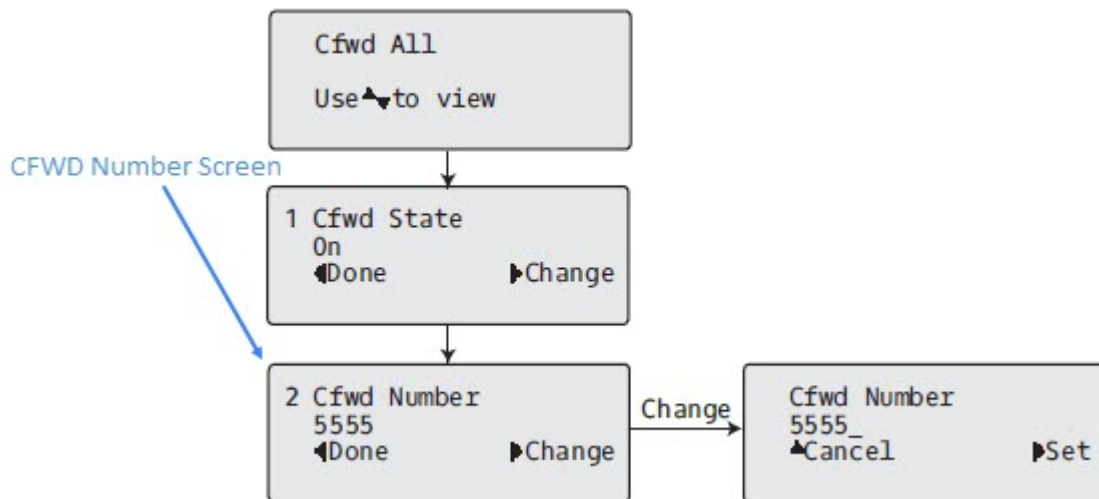 Cfwd All
Use to view
CFWD Number Screen
1 Cfwd State
On
Done Change
2 Cfwd Number
5555
Done Change
Change
Cfwd Number
5555_
Cancel Set